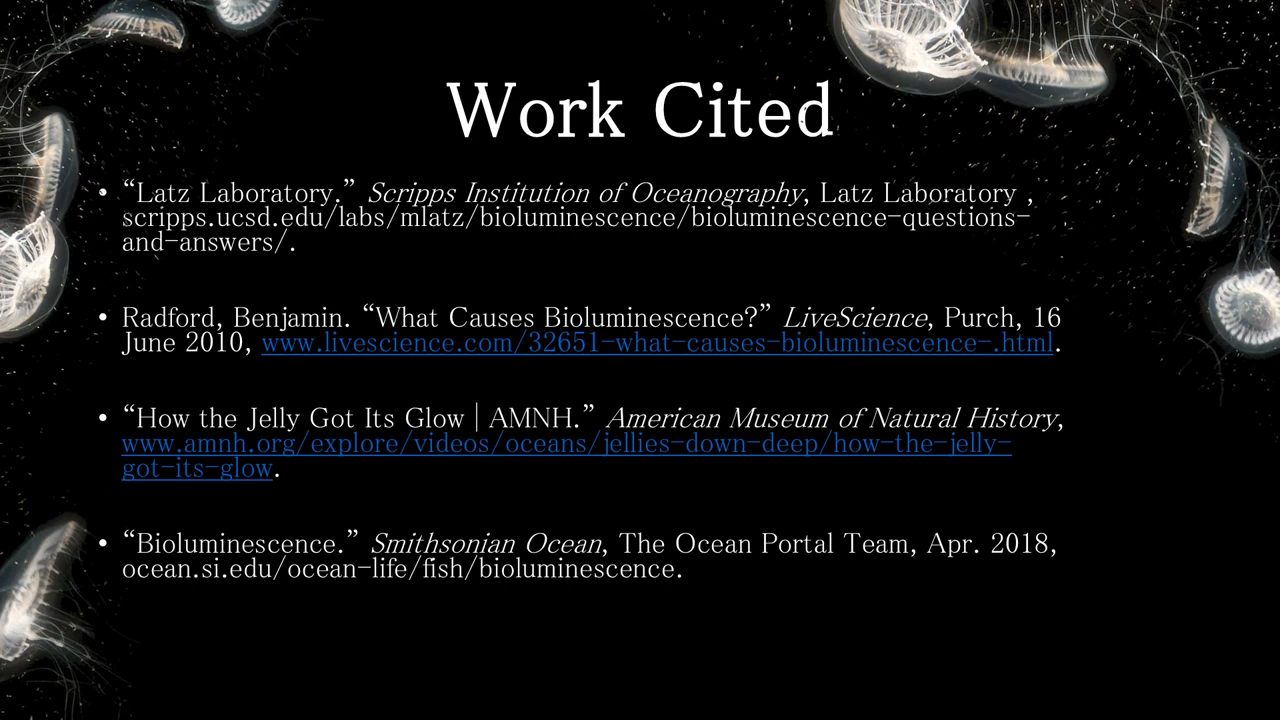 Work Cited
• “Latz Laboratory.” Scripps Institution of Oceanography, Latz Laboratory ,
scripps.ucsd.edu/labs/mlatz/bioluminescence/bioluminescence-questions-
and-answers/.
• Radford, Benjamin. “What Causes Bioluminescence?” LiveScience, Purch, 16
June 2010, www.livescience.com/32651-what-causes-bioluminescence-.html.
• “How the Jelly Got Its Glow | AMNH.” American Museum of Natural History,
www.amnh.org/explore/videos/oceans/jellies-down-deep/how-the-jelly-
got-its-glow.
• “Bioluminescence.” Smithsonian Ocean, The Ocean Portal Team, Apr. 2018,
ocean.si.edu/ocean-life/fish/bioluminescence.